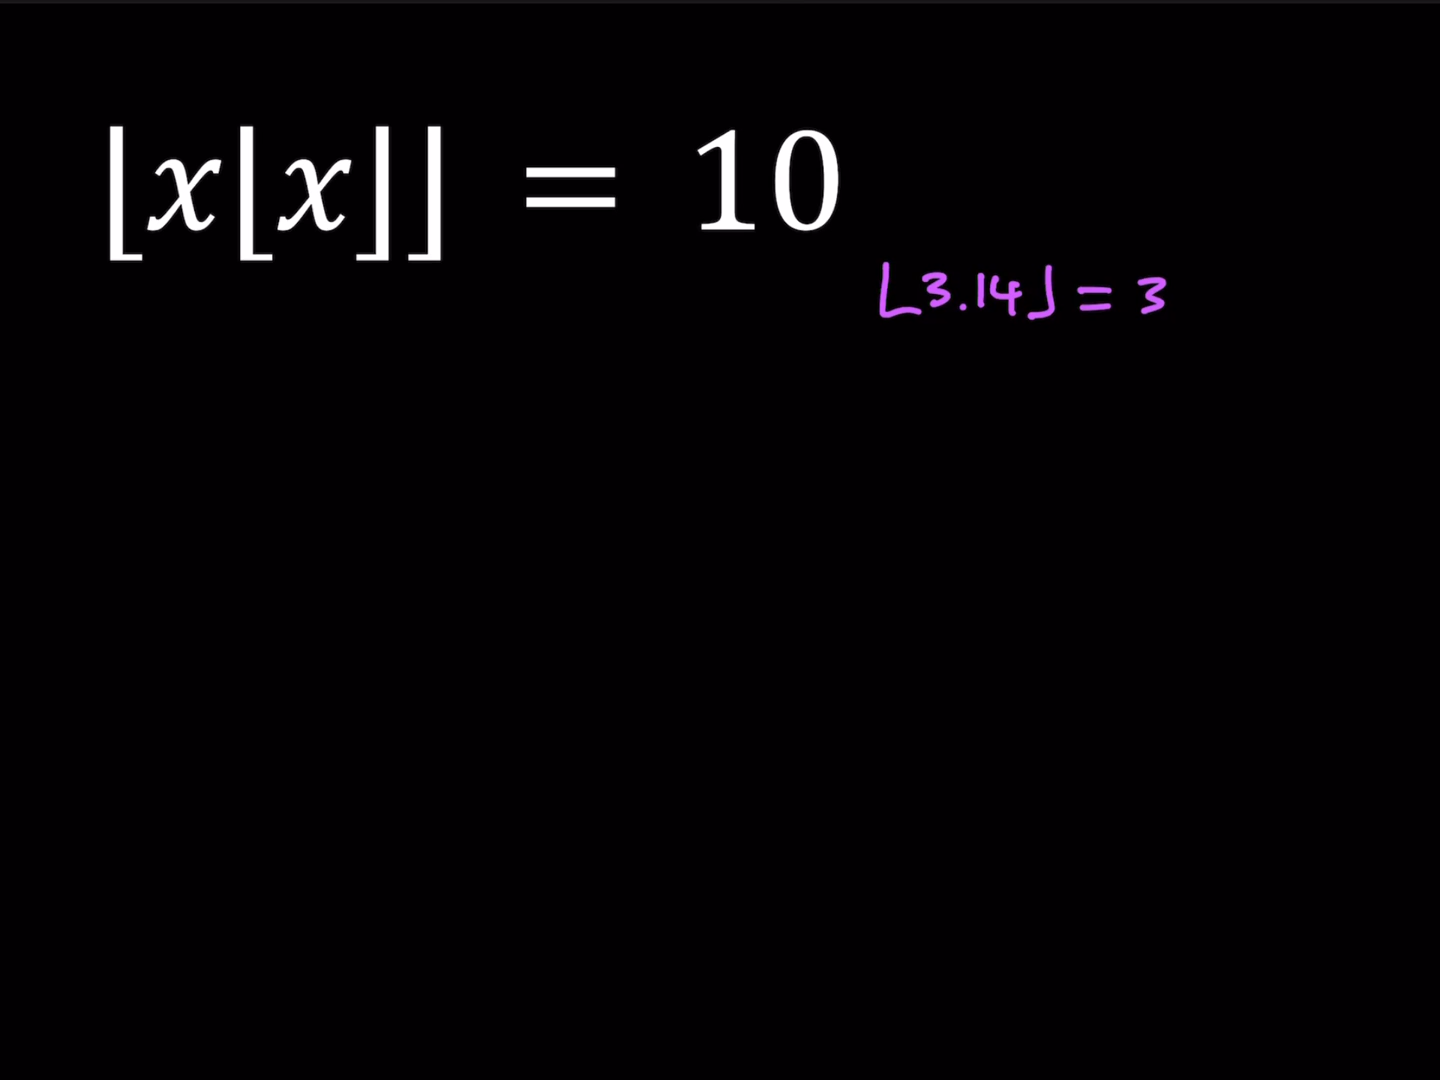 ⌊x⌊x⌋⌋ = 10
⌊3.14⌋ = 3